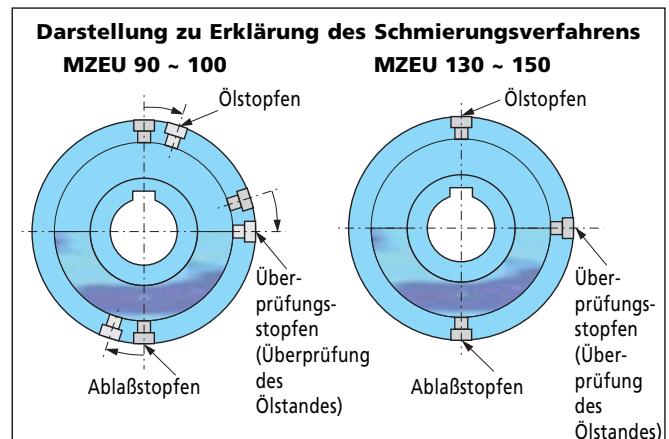 Darstellung zu Erklärung des Schmierungsverfahrens
MZEU 90 ~ 100
Ölstopfen
Über-
prüfungs-
stopfen
(Überprüfung
des
Ölstandes)
Ablaßstopfen
MZEU 130 ~ 150
Ölstopfen
Über-
prüfungs-
stopfen
(Über-
prüfung
des
Ölstandes)
Ablaßstopfen